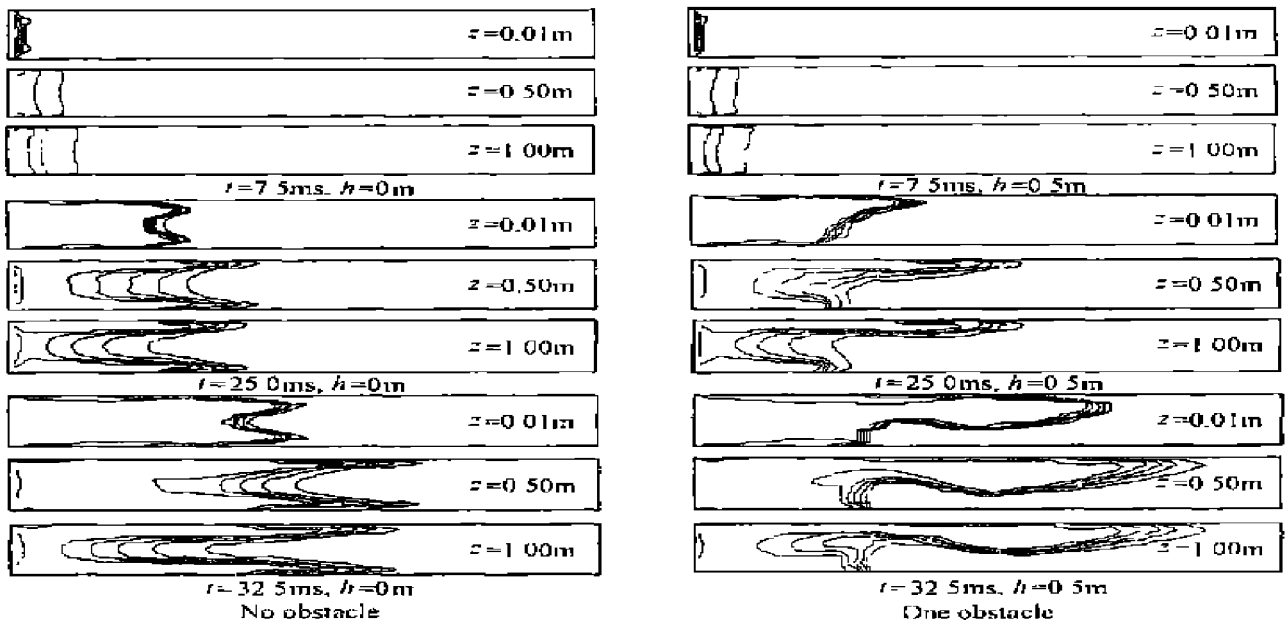 z=0.01m
z=0.50m
z=1 00m
t=7 5ms, h=0m
z=0.01m
z=0.50m
z=1 00m
t=25 0ms, h=0m
z=0 01m
z=0 50m
z=1 00m
t=32 5ms, h=0m
No obstacle
z=0 01m
z=0 50m
z=1 00m
t=7 5ms, h=0 5m
z=0.01m
z=0 50m
z=1 00m
t=25 0ms, h=0 5m
z=0.01m
z=0 50m
z=1 00m
t=32 5ms, h=0 5m
One obstacle